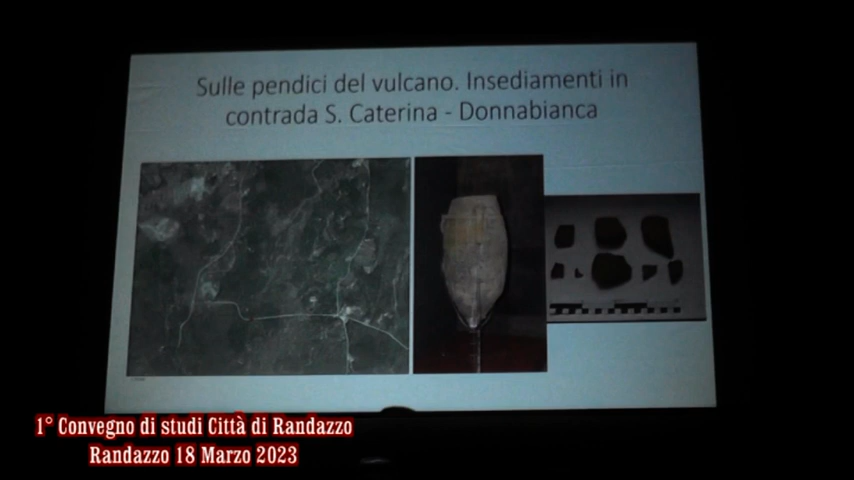 Sulle pendici del vulcano. Insediamenti in
contrada S. Caterina - Donnabianca
1° Convegno di studi Città di Randazzo
Randazzo 18 Marzo 2023